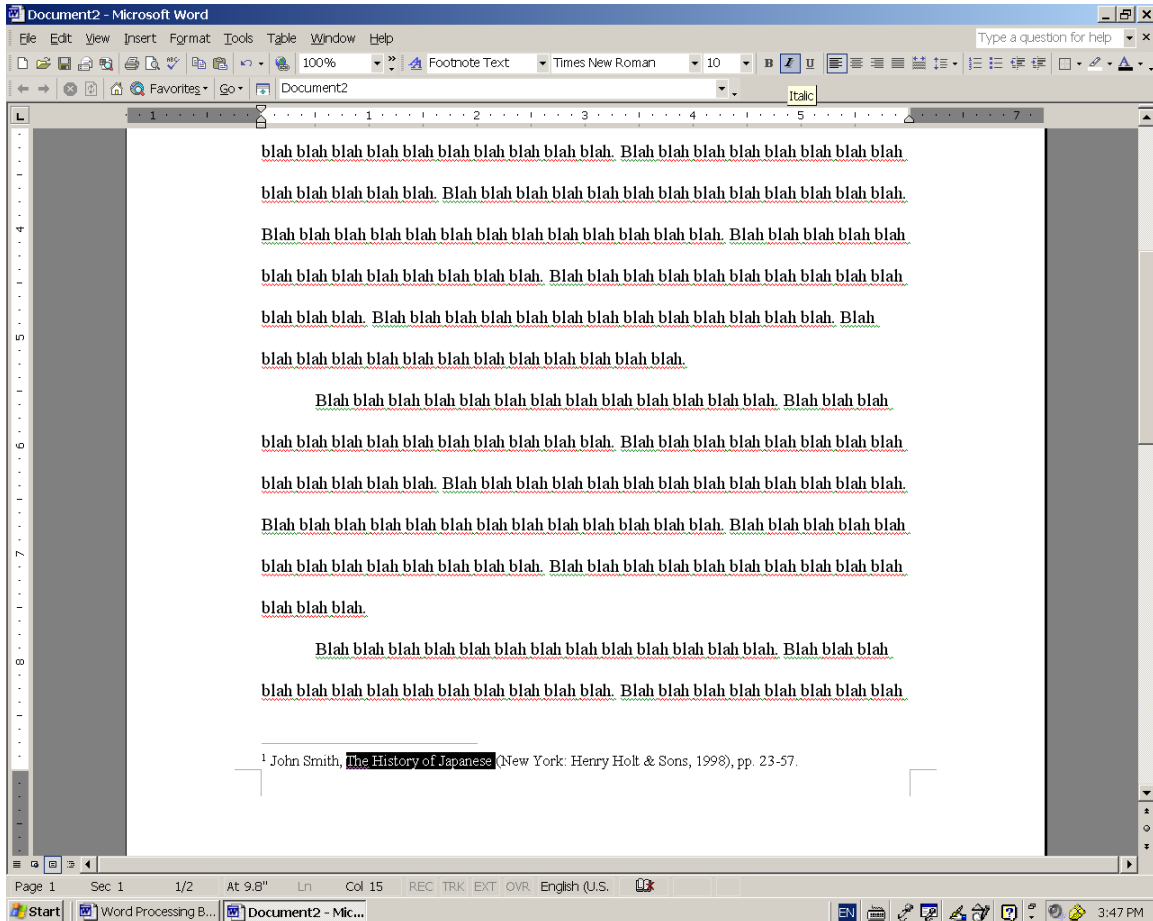 Document2 - Microsoft Word
File Edit View Insert Format Tools Table Window Help Type a question for help
100% Footnote Text Times New Roman 10 B I U
Favorites Go Document2
Italic
1 1 2 3 4 5 7
blah blah blah blah blah blah blah blah blah blah. Blah blah blah blah blah blah blah blah
blah blah blah blah blah. Blah blah blah blah blah blah blah blah blah blah blah blah blah.
Blah blah blah blah blah blah blah blah blah blah blah blah blah. Blah blah blah blah blah
blah blah blah blah blah blah blah blah. Blah blah blah blah blah blah blah blah blah blah
blah blah blah. Blah blah blah blah blah blah blah blah blah blah blah blah blah. Blah
blah blah blah blah blah blah blah blah blah blah blah blah.
Blah blah blah blah blah blah blah blah blah blah blah blah blah. Blah blah blah
blah blah blah blah blah blah blah blah blah blah. Blah blah blah blah blah blah blah blah
blah blah blah blah blah. Blah blah blah blah blah blah blah blah blah blah blah blah blah.
Blah blah blah blah blah blah blah blah blah blah blah blah blah. Blah blah blah blah blah
blah blah blah blah blah blah blah blah. Blah blah blah blah blah blah blah blah blah blah
blah blah blah.
Blah blah blah blah blah blah blah blah blah blah blah blah blah. Blah blah blah
blah blah blah blah blah blah blah blah blah blah. Blah blah blah blah blah blah blah blah
1 John Smith, The History of Japanese (New York: Henry Holt & Sons, 1998), pp. 23-57.
4
5
6
7
8
Page 1 Sec 1 1/2 At 9.8" Ln Col 15 REC TRK EXT OVR English (U.S.
Start Word Processing B... Document2 - Mic... EN 3:47 PM